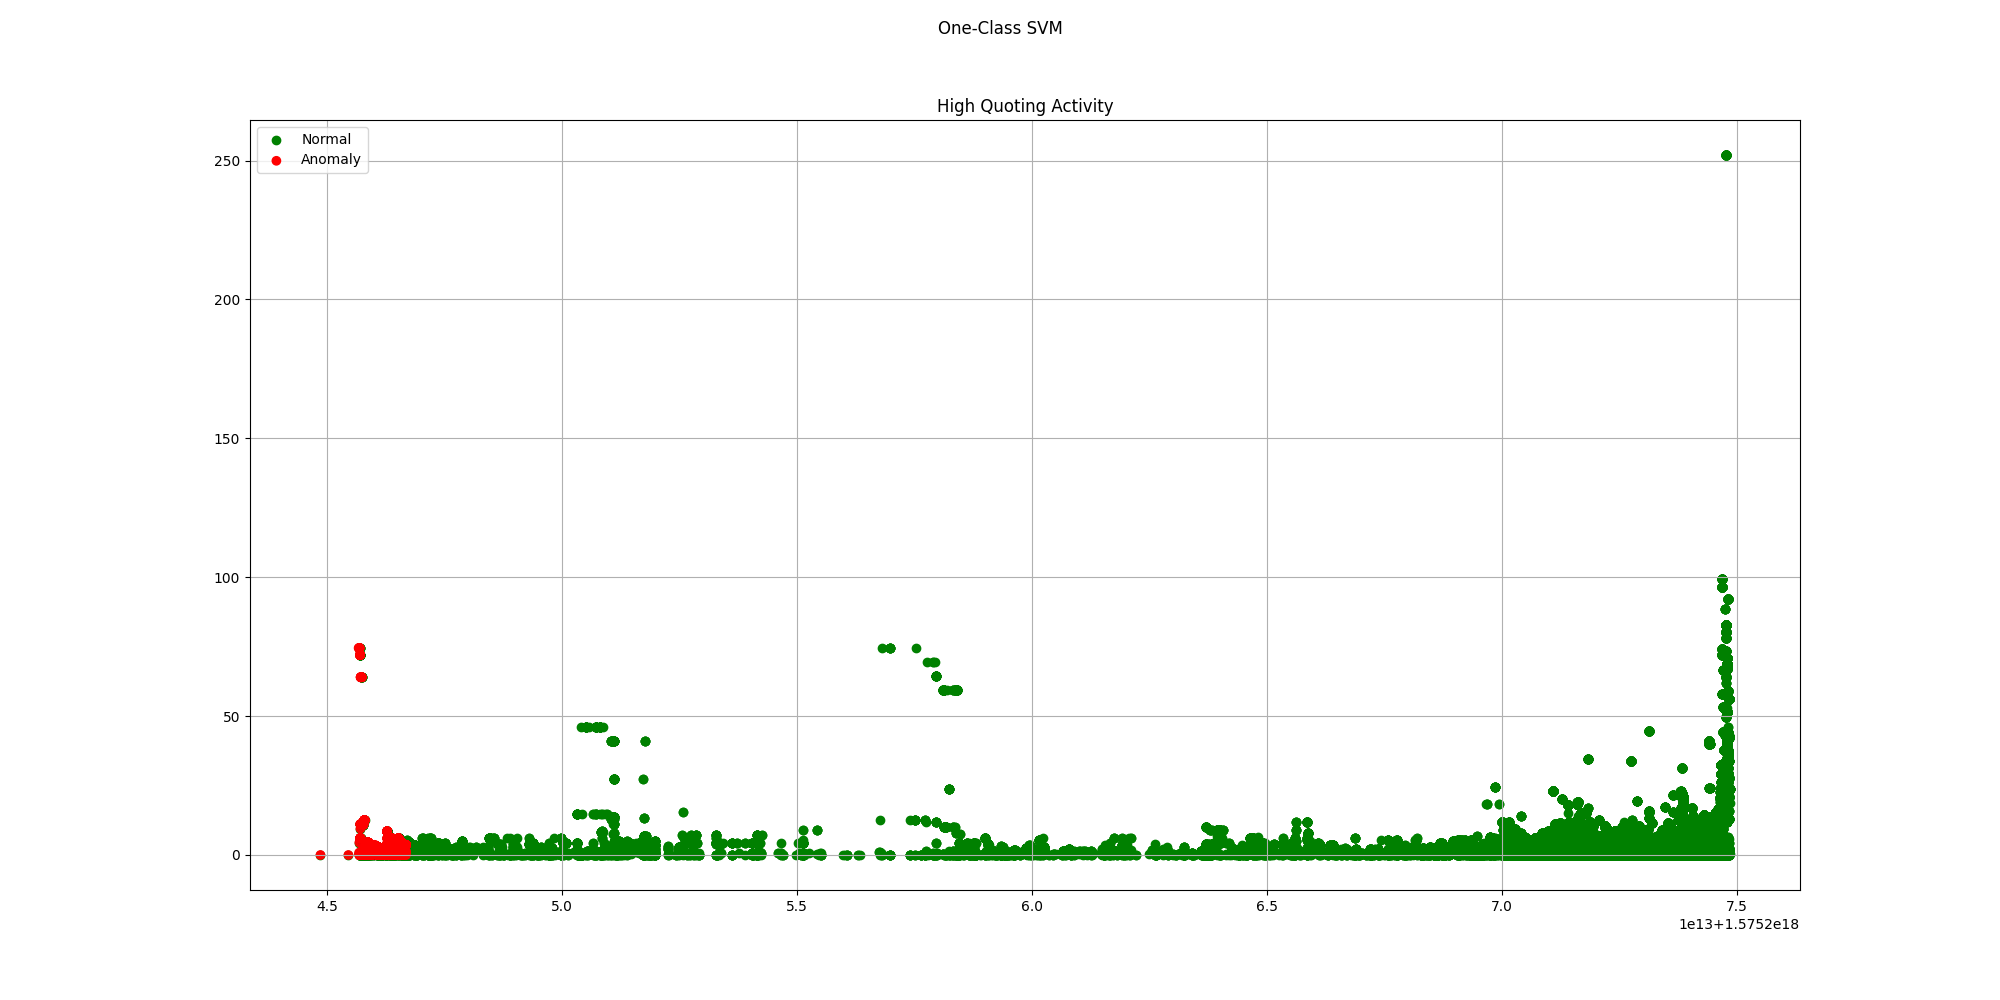 One-Class SVM
High Quoting Activity
Normal
Anomaly
250
200
150
100
50
0
4.5 5.0 5.5 6.0 6.5 7.0 7.5
1e13+1.5752e18